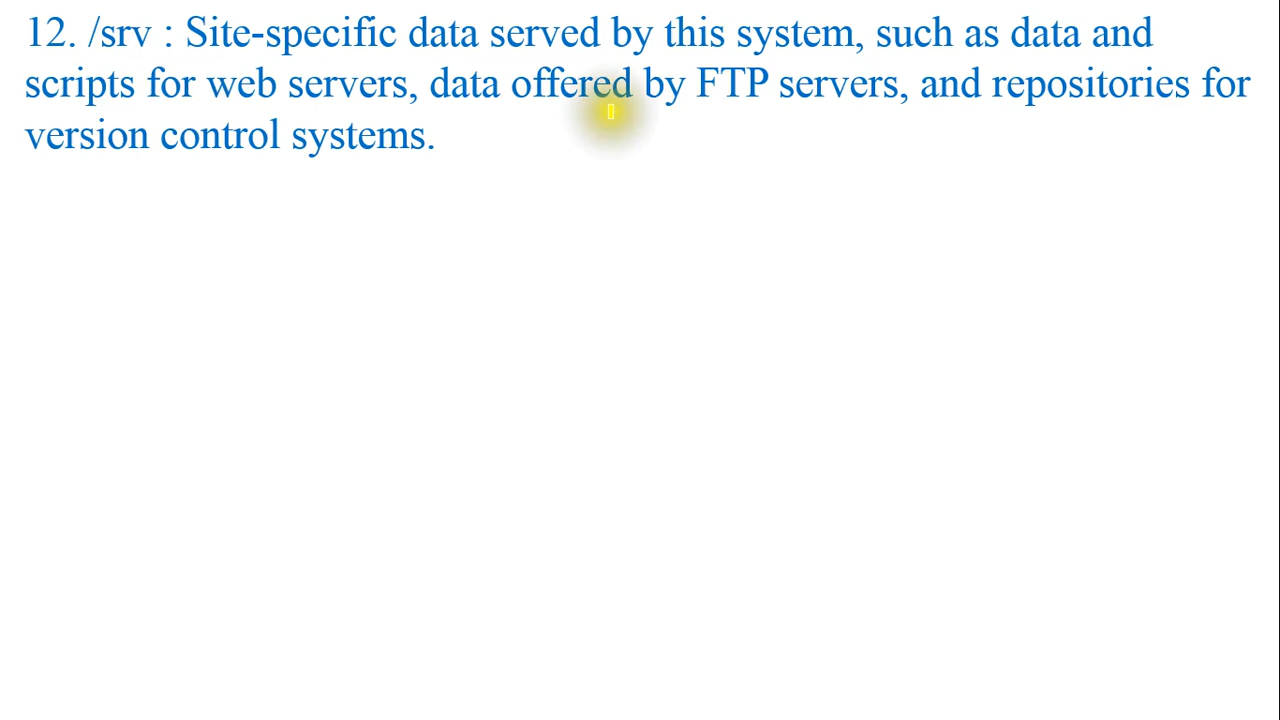 12. /srv : Site-specific data served by this system, such as data and
scripts for web servers, data offered by FTP servers, and repositories for
version control systems.